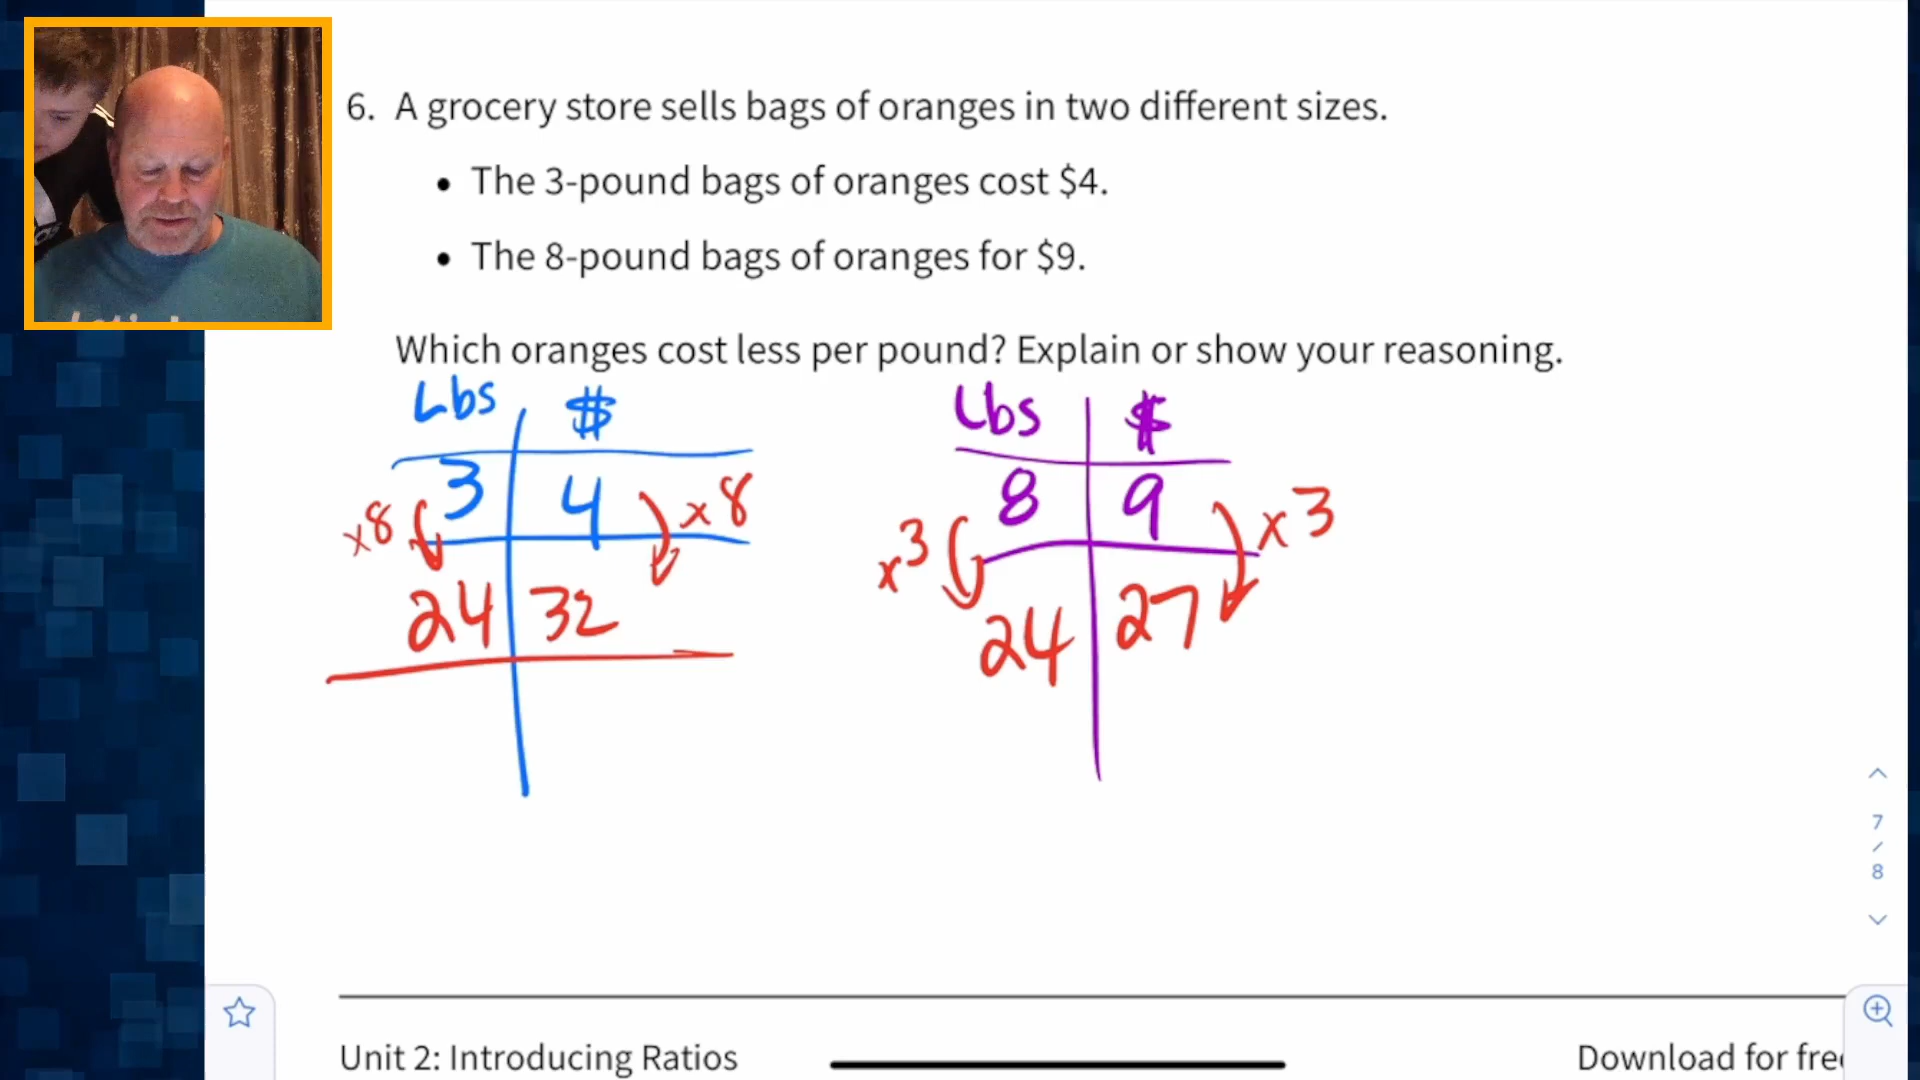 6. A grocery store sells bags of oranges in two different sizes.
• The 3-pound bags of oranges cost $4.
• The 8-pound bags of oranges for $9.
Which oranges cost less per pound? Explain or show your reasoning.
Lbs $
3 4
x8 x8
24 32
Lbs $
8 9
x3 x3
24 27
7
/
8
Unit 2: Introducing Ratios
Download for free